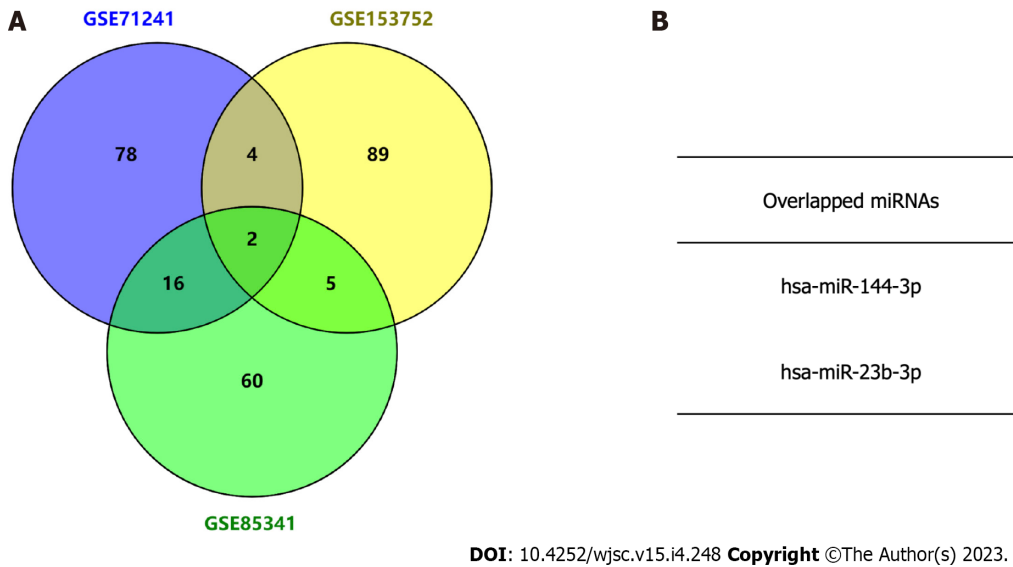 A
GSE71241
GSE153752
78
4
89
2
16
5
60
GSE85341
B
Overlapped miRNAs
hsa-miR-144-3p
hsa-miR-23b-3p
DOI: 10.4252/wjsc.v15.i4.248 Copyright ©The Author(s) 2023.